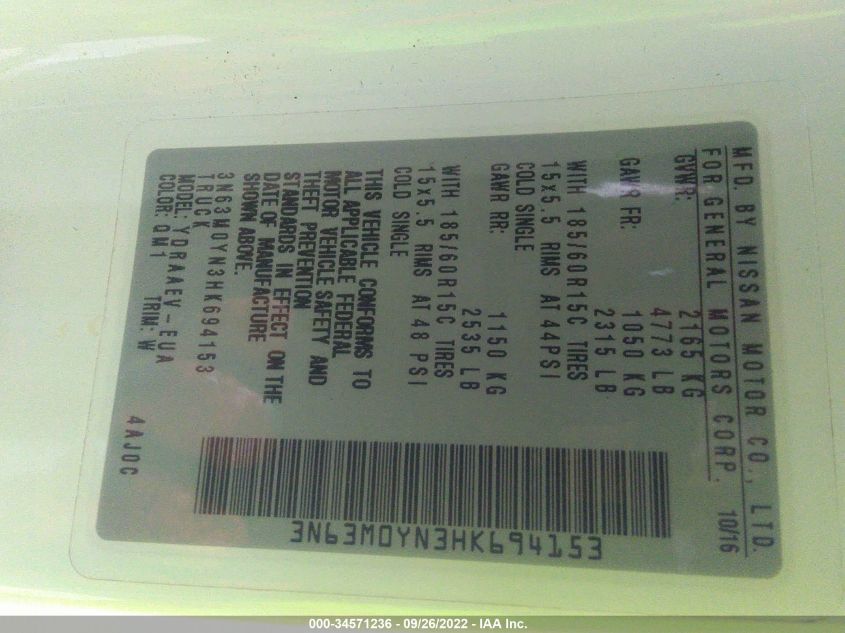 MFD. BY NISSAN MOTOR CO., LTD.
FOR GENERAL MOTORS CORP. 10/16
GVWR: 2165 KG
4773 LB
GAWR FR: 1050 KG
2315 LB
WITH 185/60R15C TIRES
15x5.5 RIMS AT 44PSI
COLD SINGLE
GAWR RR: 1150 KG
2535 LB
WITH 185/60R15C TIRES
15x5.5 RIMS AT 48 PSI
COLD SINGLE
THIS VEHICLE CONFORMS TO
ALL APPLICABLE FEDERAL
MOTOR VEHICLE SAFETY AND
THEFT PREVENTION
STANDARDS IN EFFECT ON THE
DATE OF MANUFACTURE
SHOWN ABOVE.
3N63M0YN3HK694153
TRUCK
MODEL: YDRAAEV-EUA
COLOR: QM1 TRIM: W
4AJ0C
3N63M0YN3HK694153
000-34571236 - 09/26/2022 - IAA Inc.